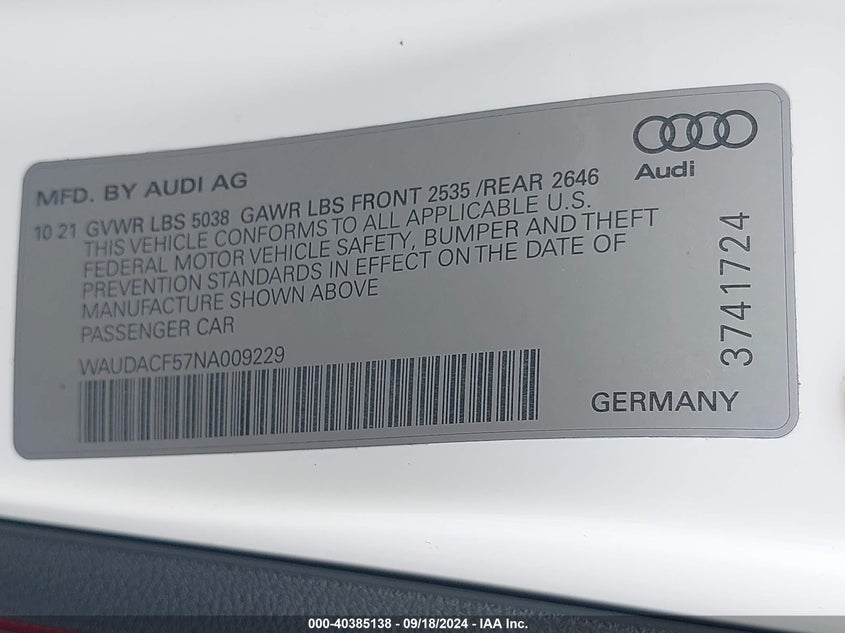 Audi
MFD. BY AUDI AG
10 21 GVWR LBS 5038 GAWR LBS FRONT 2535 /REAR 2646
THIS VEHICLE CONFORMS TO ALL APPLICABLE U.S.
FEDERAL MOTOR VEHICLE SAFETY, BUMPER AND THEFT
PREVENTION STANDARDS IN EFFECT ON THE DATE OF
MANUFACTURE SHOWN ABOVE
PASSENGER CAR
WAUDACF57NA009229
GERMANY
3741724
000-40385138 - 09/18/2024 - IAA Inc.